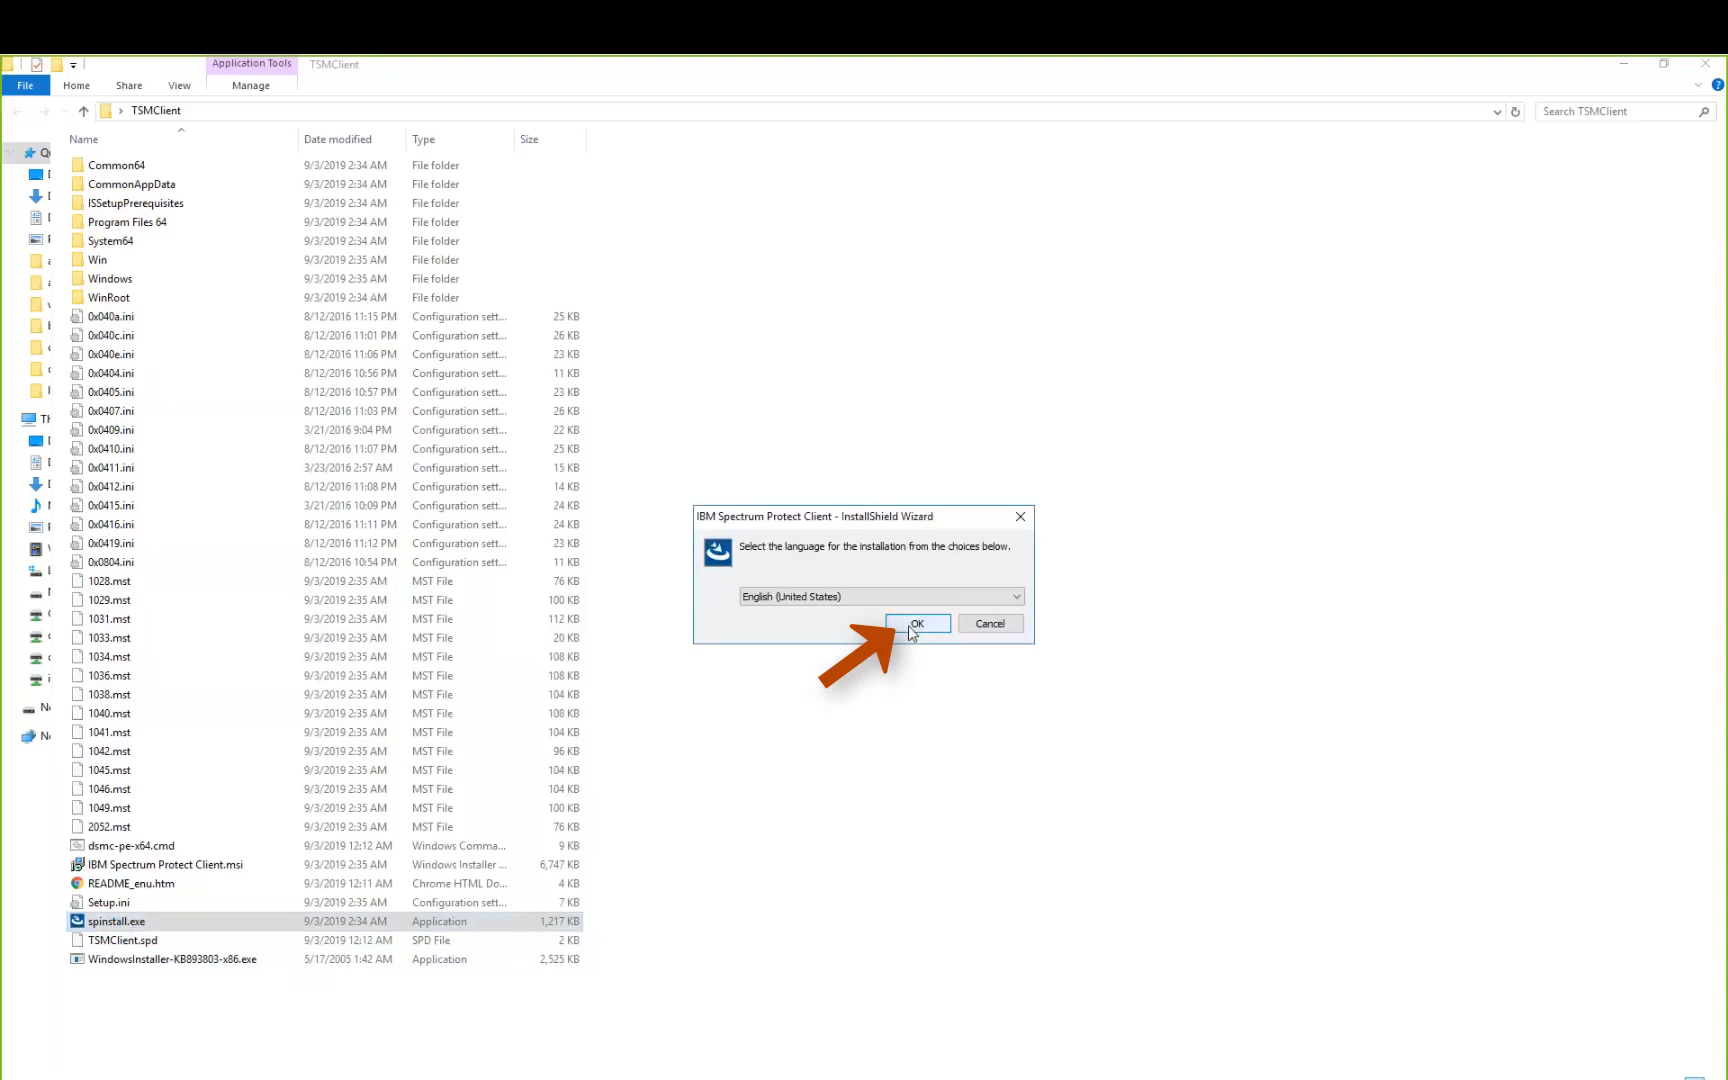 Application Tools TSMClient
File Home Share View Manage
TSMClient Search TSMClient
Name Date modified Type Size
Common64 9/3/2019 2:34 AM File folder
CommonAppData 9/3/2019 2:34 AM File folder
ISSetupPrerequisites 9/3/2019 2:34 AM File folder
Program Files 64 9/3/2019 2:34 AM File folder
System64 9/3/2019 2:34 AM File folder
Win 9/3/2019 2:35 AM File folder
Windows 9/3/2019 2:35 AM File folder
WinRoot 9/3/2019 2:34 AM File folder
0x040a.ini 8/12/2016 11:15 PM Configuration sett... 25 KB
0x040c.ini 8/12/2016 11:01 PM Configuration sett... 26 KB
0x040e.ini 8/12/2016 11:06 PM Configuration sett... 23 KB
0x0404.ini 8/12/2016 10:56 PM Configuration sett... 11 KB
0x0405.ini 8/12/2016 10:57 PM Configuration sett... 23 KB
0x0407.ini 8/12/2016 11:03 PM Configuration sett... 26 KB
0x0409.ini 3/21/2016 9:04 PM Configuration sett... 22 KB
0x0410.ini 8/12/2016 11:07 PM Configuration sett... 25 KB
0x0411.ini 3/23/2016 2:57 AM Configuration sett... 15 KB
0x0412.ini 8/12/2016 11:08 PM Configuration sett... 14 KB
0x0415.ini 3/21/2016 10:09 PM Configuration sett... 24 KB
0x0416.ini 8/12/2016 11:11 PM Configuration sett... 24 KB
0x0419.ini 8/12/2016 11:12 PM Configuration sett... 23 KB
0x0804.ini 8/12/2016 10:54 PM Configuration sett... 11 KB
1028.mst 9/3/2019 2:35 AM MST File 76 KB
1029.mst 9/3/2019 2:35 AM MST File 100 KB
1031.mst 9/3/2019 2:35 AM MST File 112 KB
1033.mst 9/3/2019 2:35 AM MST File 20 KB
1034.mst 9/3/2019 2:35 AM MST File 108 KB
1036.mst 9/3/2019 2:35 AM MST File 108 KB
1038.mst 9/3/2019 2:35 AM MST File 104 KB
1040.mst 9/3/2019 2:35 AM MST File 108 KB
1041.mst 9/3/2019 2:35 AM MST File 104 KB
1042.mst 9/3/2019 2:35 AM MST File 96 KB
1045.mst 9/3/2019 2:35 AM MST File 104 KB
1046.mst 9/3/2019 2:35 AM MST File 104 KB
1049.mst 9/3/2019 2:35 AM MST File 100 KB
2052.mst 9/3/2019 2:35 AM MST File 76 KB
dsmc-pe-x64.cmd 9/3/2019 12:12 AM Windows Comma... 9 KB
IBM Spectrum Protect Client.msi 9/3/2019 2:35 AM Windows Installer ... 6,747 KB
README_enu.htm 9/3/2019 12:11 AM Chrome HTML Do... 4 KB
Setup.ini 9/3/2019 2:35 AM Configuration sett... 7 KB
spinstall.exe 9/3/2019 2:34 AM Application 1,217 KB
TSMClient.spd 9/3/2019 12:12 AM SPD File 2 KB
WindowsInstaller-KB893803-x86.exe 5/17/2005 1:42 AM Application 2,525 KB
IBM Spectrum Protect Client - InstallShield Wizard
Select the language for the installation from the choices below.
English (United States)
OK Cancel